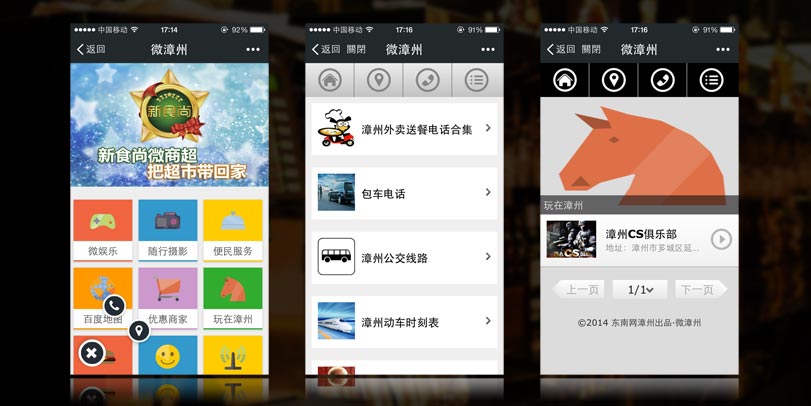 中国移动 17:14 92%
返回 微漳州
新食尚
新食尚微商超
把超市带回家
微娱乐 随行摄影 便民服务
百度地图 优惠商家 玩在漳州
中国移动 17:16 91%
返回 關閉 微漳州
漳州外卖送餐电话合集
包车电话
漳州公交线路
漳州动车时刻表
中国移动 17:16 91%
返回 關閉 微漳州
玩在漳州
漳州CS俱乐部
地址：漳州市芗城区延...
上一页 1/1 下一页
©2014 东南网漳州出品·微漳州